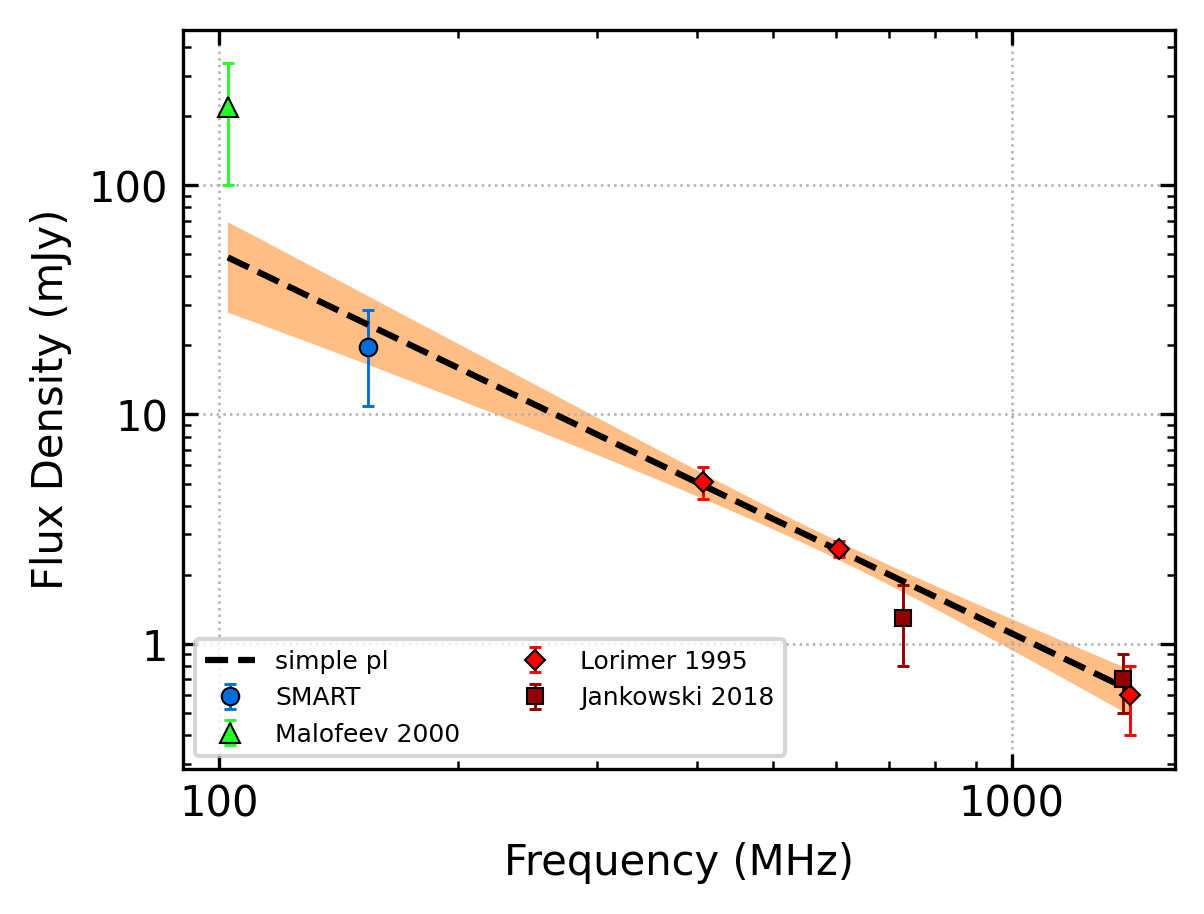 Flux Density (mJy)
100
10
1
simple pl
SMART
Malofeev 2000
Lorimer 1995
Jankowski 2018
100
1000
Frequency (MHz)